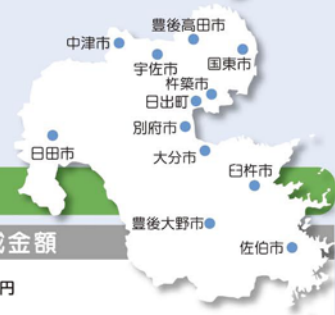 豊後高田市
中津市
宇佐市
国東市
杵築市
日出町
別府市
日田市
大分市
臼杵市
豊後大野市
佐伯市
金額
円